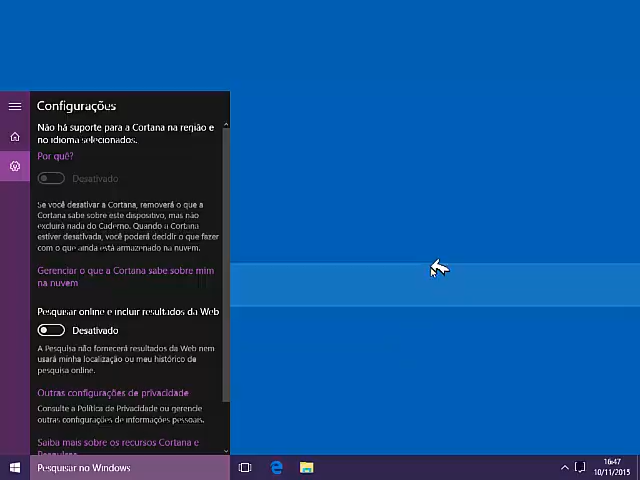 Configurações
Não há suporte para a Cortana na região e
no idioma selecionados.
Por quê?
Desativado
Se você desativar a Cortana, removerá o que a
Cortana sabe sobre este dispositivo, mas não
excluirá nada do Caderno. Quando a Cortana
estiver desativada, você poderá decidir o que fazer
com o que ainda está armazenado na nuvem.
Gerenciar o que a Cortana sabe sobre mim
na nuvem
Pesquisar online e incluir resultados da Web
Desativado
A Pesquisa não fornecerá resultados da Web nem
usará minha localização ou meu histórico de
pesquisa online.
Outras configurações de privacidade
Consulte a Política de Privacidade ou gerencie
outras configurações de informações pessoais.
Saiba mais sobre os recursos Cortana e
Pesquisar
Pesquisar no Windows
16:47
10/11/2015